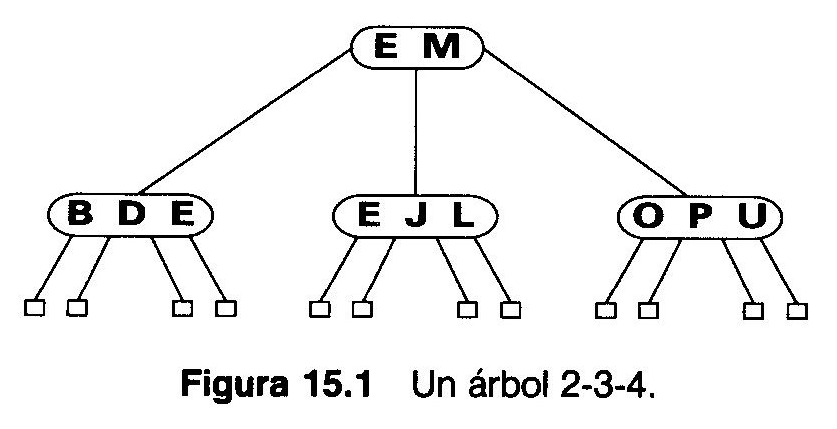 E M
B D E
E J L
O P U
Figura 15.1 Un árbol 2-3-4.